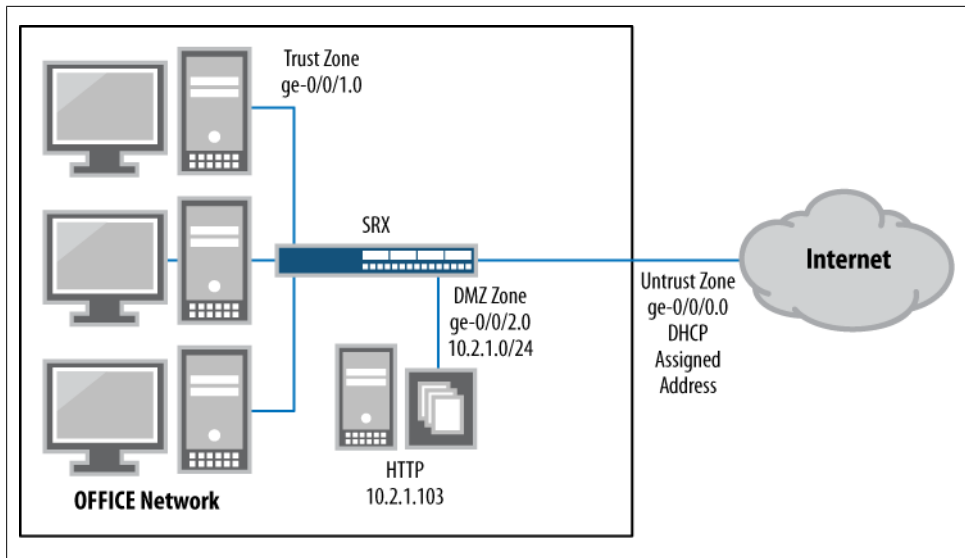 Trust Zone
ge-0/0/1.0
SRX
Internet
DMZ Zone
ge-0/0/2.0
10.2.1.0/24
Untrust Zone
ge-0/0/0.0
DHCP
Assigned
Address
HTTP
10.2.1.103
OFFICE Network